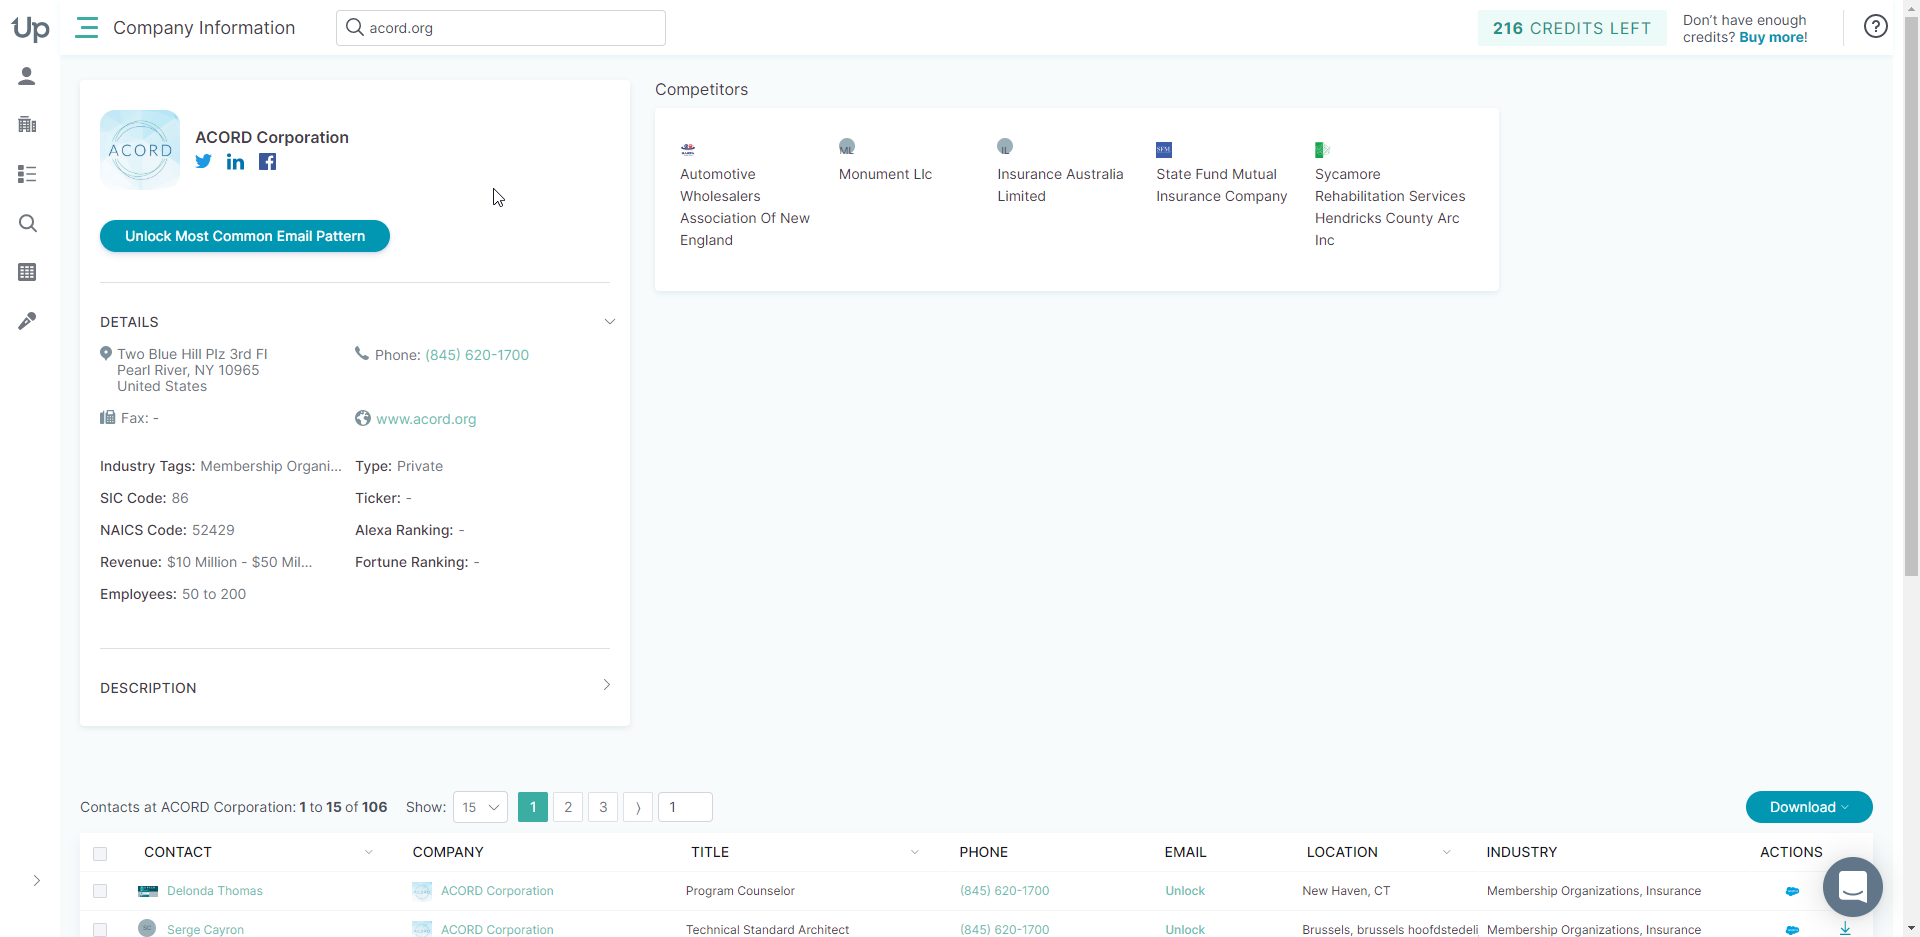 Up
Company Information
acord.org
216 CREDITS LEFT
Don't have enough
credits? Buy more!
ACORD
ACORD Corporation
Unlock Most Common Email Pattern
DETAILS
Two Blue Hill Plz 3rd Fl
Pearl River, NY 10965
United States
Phone: (845) 620-1700
Fax: -
www.acord.org
Industry Tags: Membership Organi...
Type: Private
SIC Code: 86
Ticker: -
NAICS Code: 52429
Alexa Ranking: -
Revenue: $10 Million - $50 Mil...
Fortune Ranking: -
Employees: 50 to 200
DESCRIPTION
Competitors
Automotive
Wholesalers
Association Of New
England
ML
Monument Llc
IL
Insurance Australia
Limited
SFM
State Fund Mutual
Insurance Company
Sycamore
Rehabilitation Services
Hendricks County Arc
Inc
Contacts at ACORD Corporation: 1 to 15 of 106 Show: 15 1 2 3 ⟩ 1
Download
CONTACT COMPANY TITLE PHONE EMAIL LOCATION INDUSTRY ACTIONS
Delonda Thomas ACORD Corporation Program Counselor (845) 620-1700 Unlock New Haven, CT Membership Organizations, Insurance
SC Serge Cayron ACORD Corporation Technical Standard Architect (845) 620-1700 Unlock Brussels, brussels hoofdstedeli Membership Organizations, Insurance